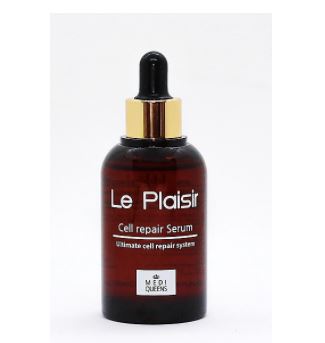 Le Plaisir
Cell repair Serum
Ultimate cell repair system
MEDI
QUEENS